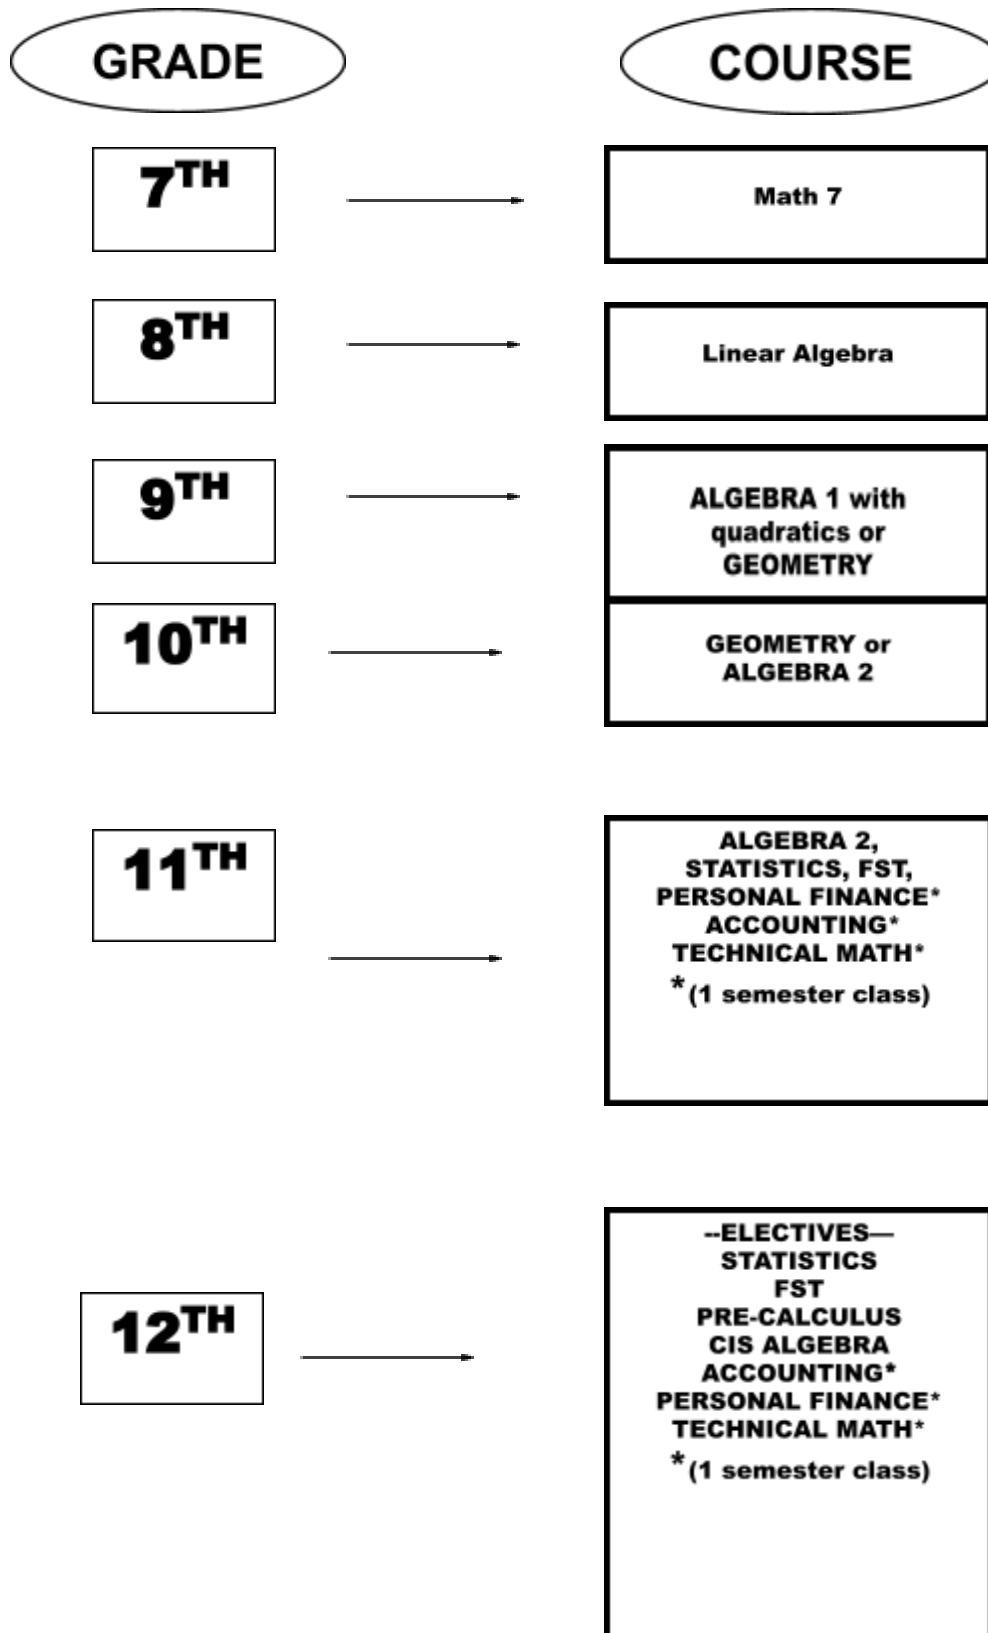 GRADE
COURSE
7TH
Math 7
8TH
Linear Algebra
9TH
ALGEBRA 1 with
quadratics or
GEOMETRY
10TH
GEOMETRY or
ALGEBRA 2
11TH
ALGEBRA 2,
STATISTICS, FST,
PERSONAL FINANCE*
ACCOUNTING*
TECHNICAL MATH*
*(1 semester class)
12TH
--ELECTIVES—
STATISTICS
FST
PRE-CALCULUS
CIS ALGEBRA
ACCOUNTING*
PERSONAL FINANCE*
TECHNICAL MATH*
*(1 semester class)